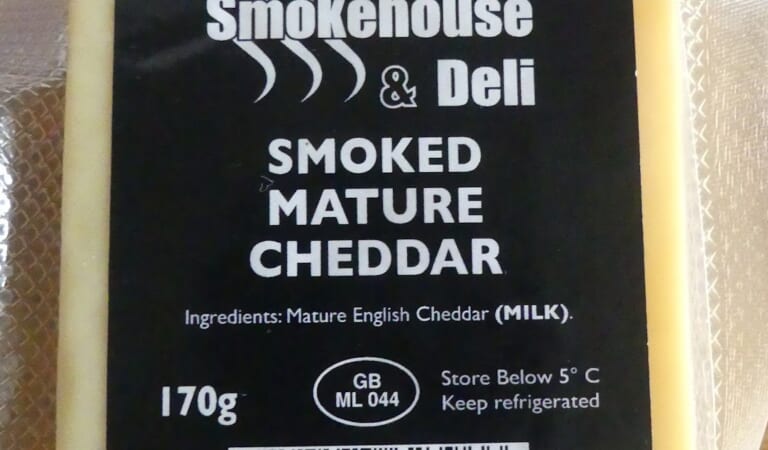 Smokehouse
& Deli
SMOKED
MATURE
CHEDDAR
Ingredients: Mature English Cheddar (MILK).
170g
GB
ML 044
Store Below 5° C
Keep refrigerated